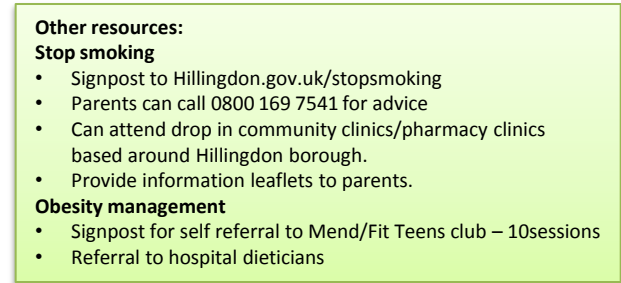 Other resources:
Stop smoking
• Signpost to Hillingdon.gov.uk/stopsmoking
• Parents can call 0800 169 7541 for advice
• Can attend drop in community clinics/pharmacy clinics
based around Hillingdon borough.
• Provide information leaflets to parents.
Obesity management
• Signpost for self referral to Mend/Fit Teens club – 10sessions
• Referral to hospital dieticians